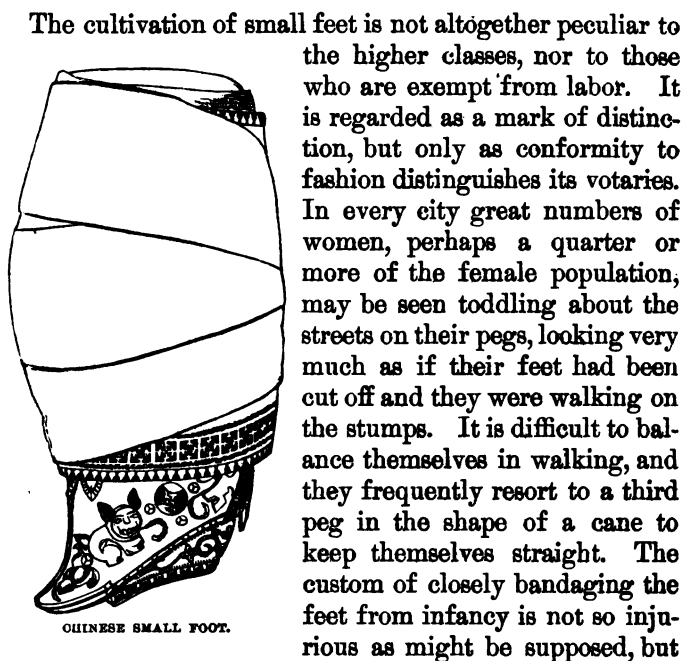 The cultivation of small feet is not altogether peculiar to
the higher classes, nor to those
who are exempt from labor. It
is regarded as a mark of distinc-
tion, but only as conformity to
fashion distinguishes its votaries.
In every city great numbers of
women, perhaps a quarter or
more of the female population,
may be seen toddling about the
streets on their pegs, looking very
much as if their feet had been
cut off and they were walking on
the stumps. It is difficult to bal-
ance themselves in walking, and
they frequently resort to a third
peg in the shape of a cane to
keep themselves straight. The
custom of closely bandaging the
feet from infancy is not so inju-
rious as might be supposed, but
CHINESE SMALL FOOT.